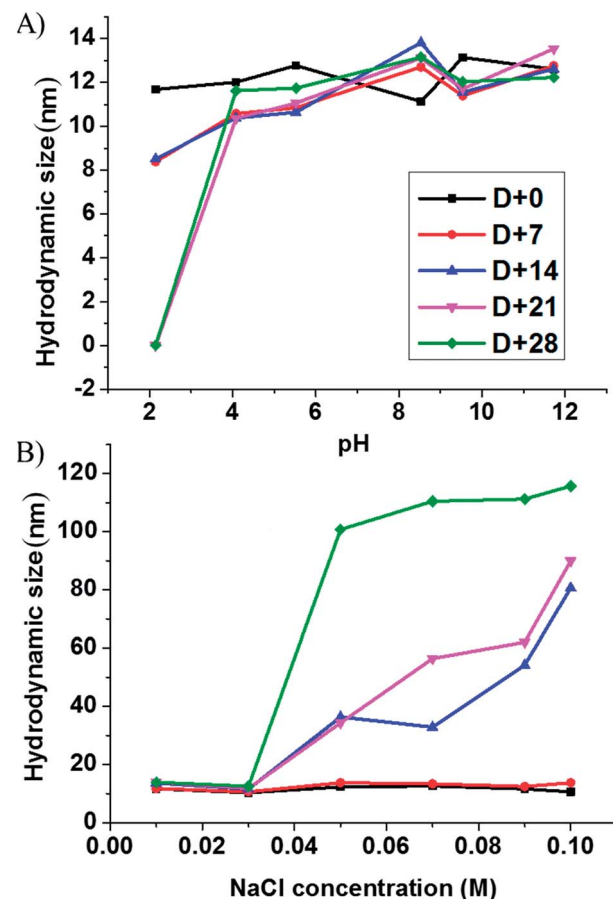 A)
Hydrodynamic size(nm)
14
12
10
8
6
4
2
0
-2
D+0
D+7
D+14
D+21
D+28
2 4 6 8 10 12
pH
B)
Hydrodynamic size(nm)
120
100
80
60
40
20
0
0.00 0.02 0.04 0.06 0.08 0.10
NaCl concentration (M)